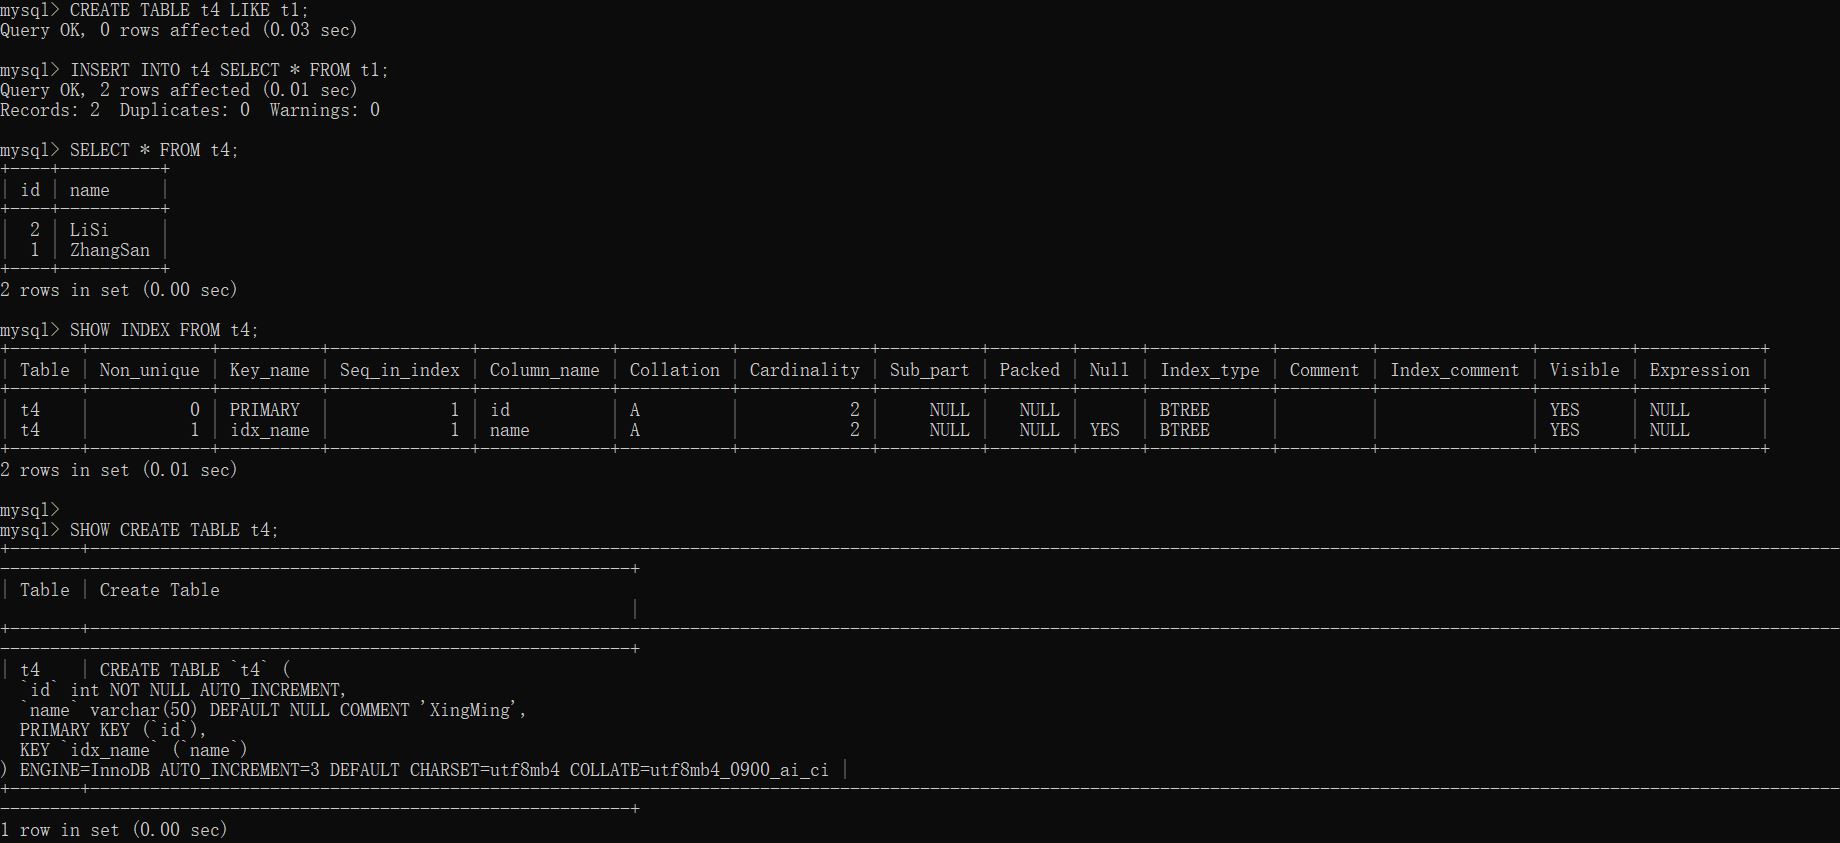 mysql> CREATE TABLE t4 LIKE t1;
Query OK, 0 rows affected (0.03 sec)
mysql> INSERT INTO t4 SELECT * FROM t1;
Query OK, 2 rows affected (0.01 sec)
Records: 2  Duplicates: 0  Warnings: 0
mysql> SELECT * FROM t4;
+----+----------+
| id | name     |
+----+----------+
|  2 | LiSi     |
|  1 | ZhangSan |
+----+----------+
2 rows in set (0.00 sec)
mysql> SHOW INDEX FROM t4;
| Table | Non_unique | Key_name | Seq_in_index | Column_name | Collation | Cardinality | Sub_part | Packed | Null | Index_type | Comment | Index_comment | Visible | Expression |
| t4    |          0 | PRIMARY  |            1 | id          | A         |           2 |     NULL |   NULL |      | BTREE      |         |               | YES     | NULL       |
| t4    |          1 | idx_name |            1 | name        | A         |           2 |     NULL |   NULL | YES  | BTREE      |         |               | YES     | NULL       |
2 rows in set (0.01 sec)
mysql>
mysql> SHOW CREATE TABLE t4;
| Table | Create Table
|
| t4    | CREATE TABLE `t4` (
  `id` int NOT NULL AUTO_INCREMENT,
  `name` varchar(50) DEFAULT NULL COMMENT 'XingMing',
  PRIMARY KEY (`id`),
  KEY `idx_name` (`name`)
) ENGINE=InnoDB AUTO_INCREMENT=3 DEFAULT CHARSET=utf8mb4 COLLATE=utf8mb4_0900_ai_ci |
1 row in set (0.00 sec)